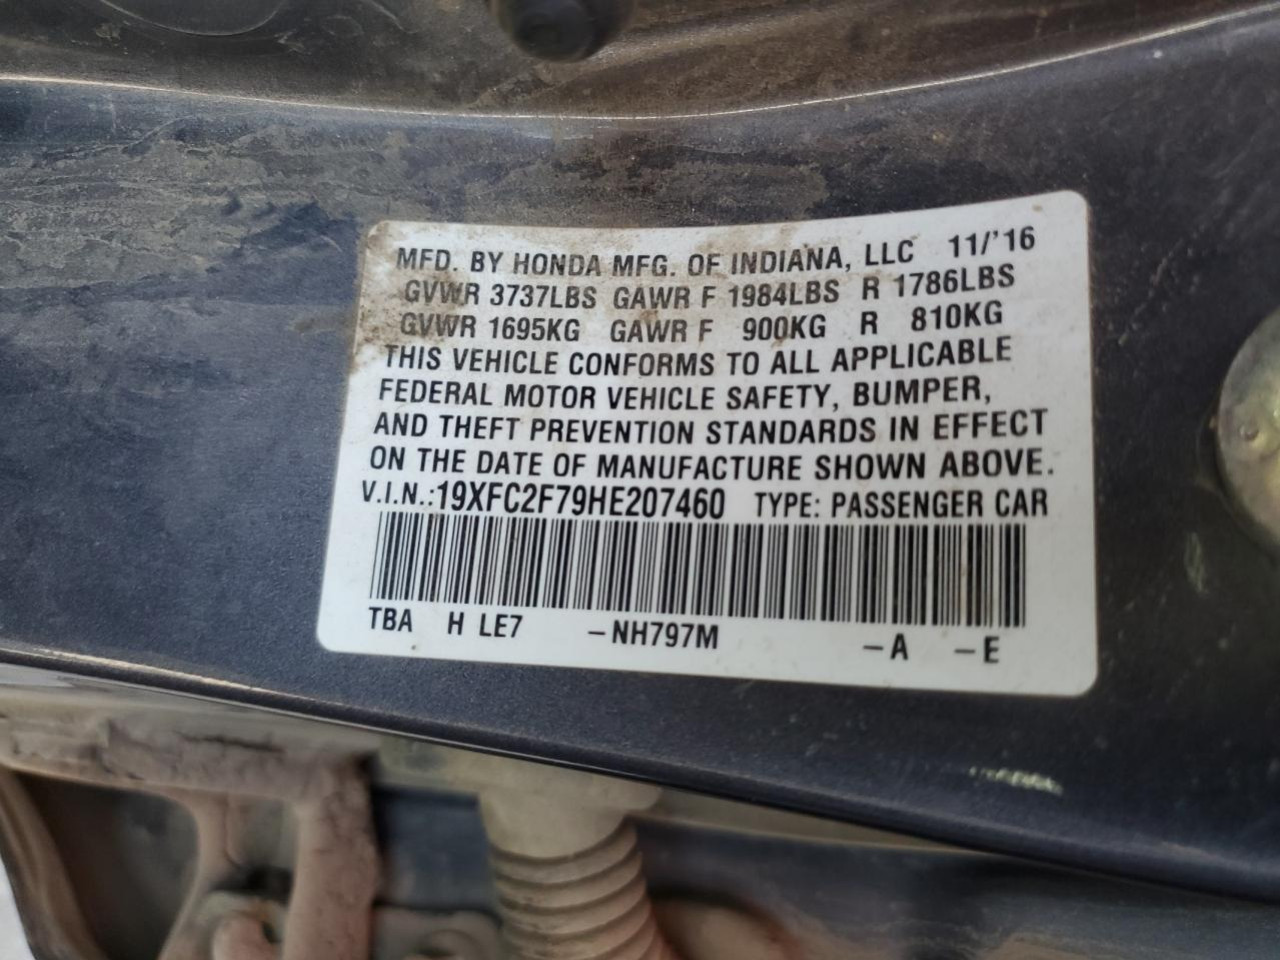 MFD. BY HONDA MFG. OF INDIANA, LLC 11/'16
GVWR 3737LBS GAWR F 1984LBS R 1786LBS
GVWR 1695KG GAWR F 900KG R 810KG
THIS VEHICLE CONFORMS TO ALL APPLICABLE
FEDERAL MOTOR VEHICLE SAFETY, BUMPER,
AND THEFT PREVENTION STANDARDS IN EFFECT
ON THE DATE OF MANUFACTURE SHOWN ABOVE.
V.I.N.:19XFC2F79HE207460 TYPE: PASSENGER CAR
TBA H LE7 -NH797M -A -E